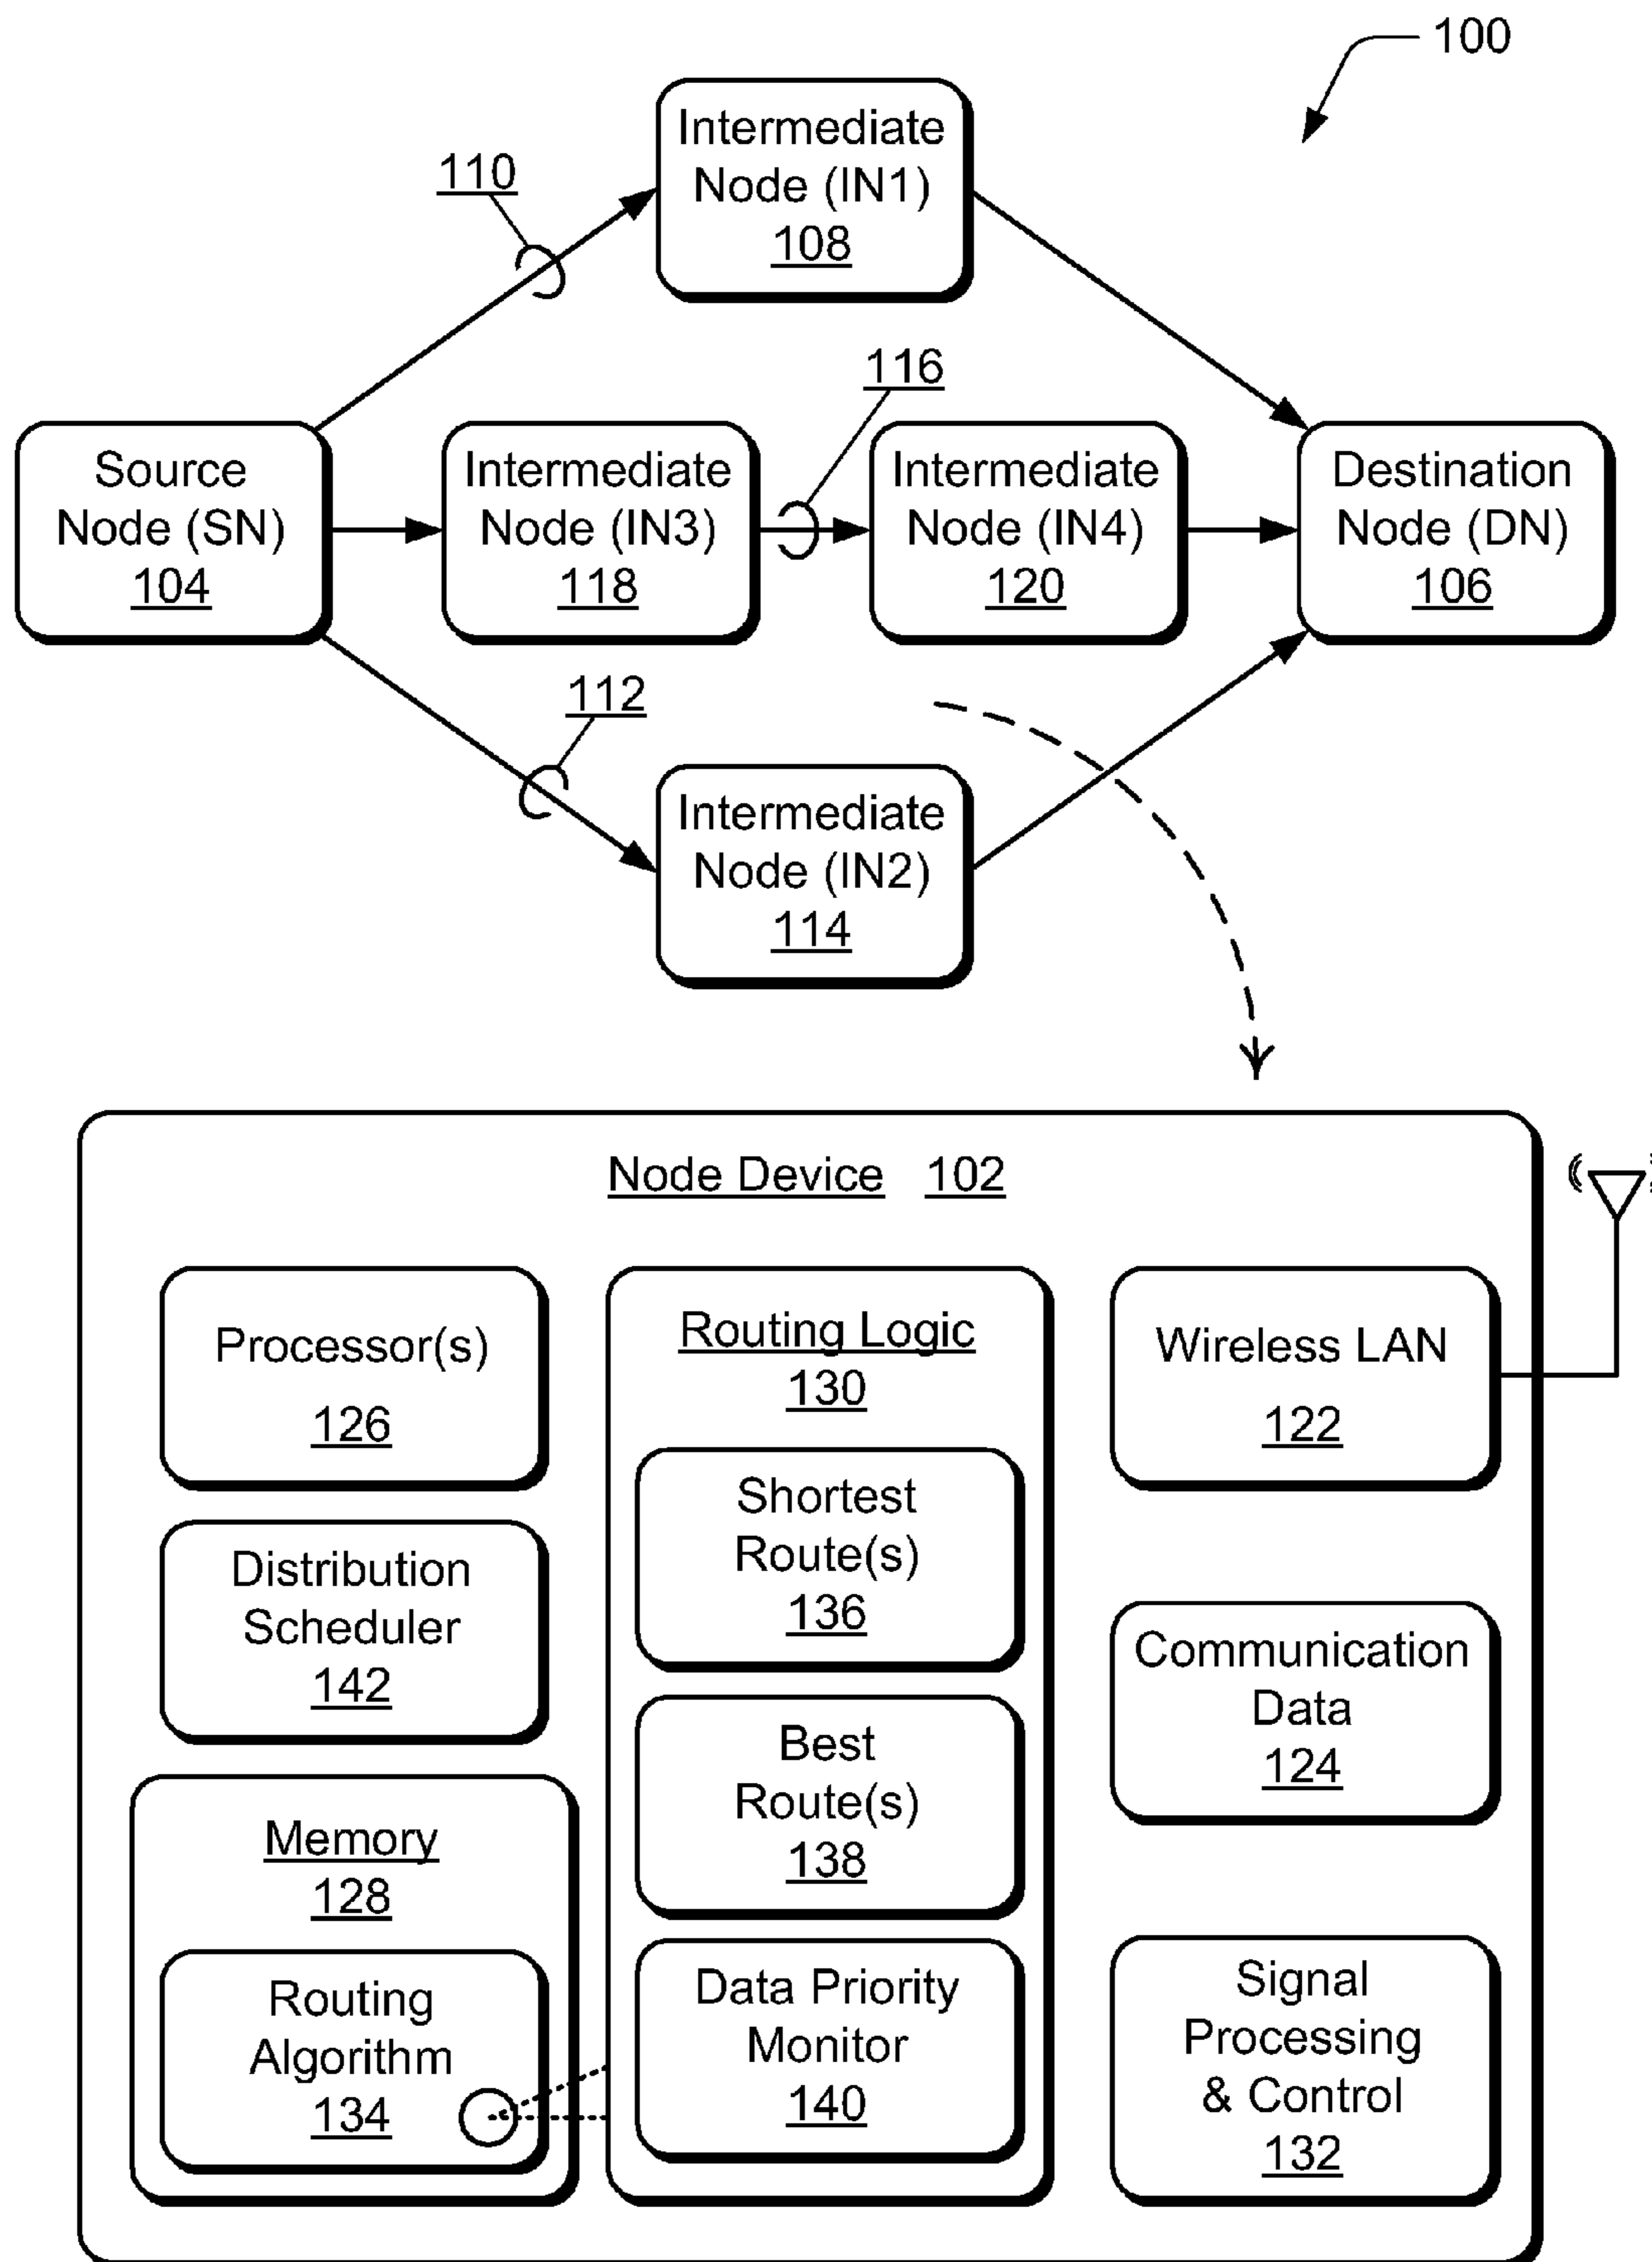 100
Intermediate
Node (IN1)
108
110
116
Source
Node (SN)
104
Intermediate
Node (IN3)
118
Intermediate
Node (IN4)
120
Destination
Node (DN)
106
112
Intermediate
Node (IN2)
114
Node Device 102
Processor(s)
126
Distribution
Scheduler
142
Memory
128
Routing
Algorithm
134
Routing Logic
130
Shortest
Route(s)
136
Best
Route(s)
138
Data Priority
Monitor
140
Wireless LAN
122
Communication
Data
124
Signal
Processing
& Control
132